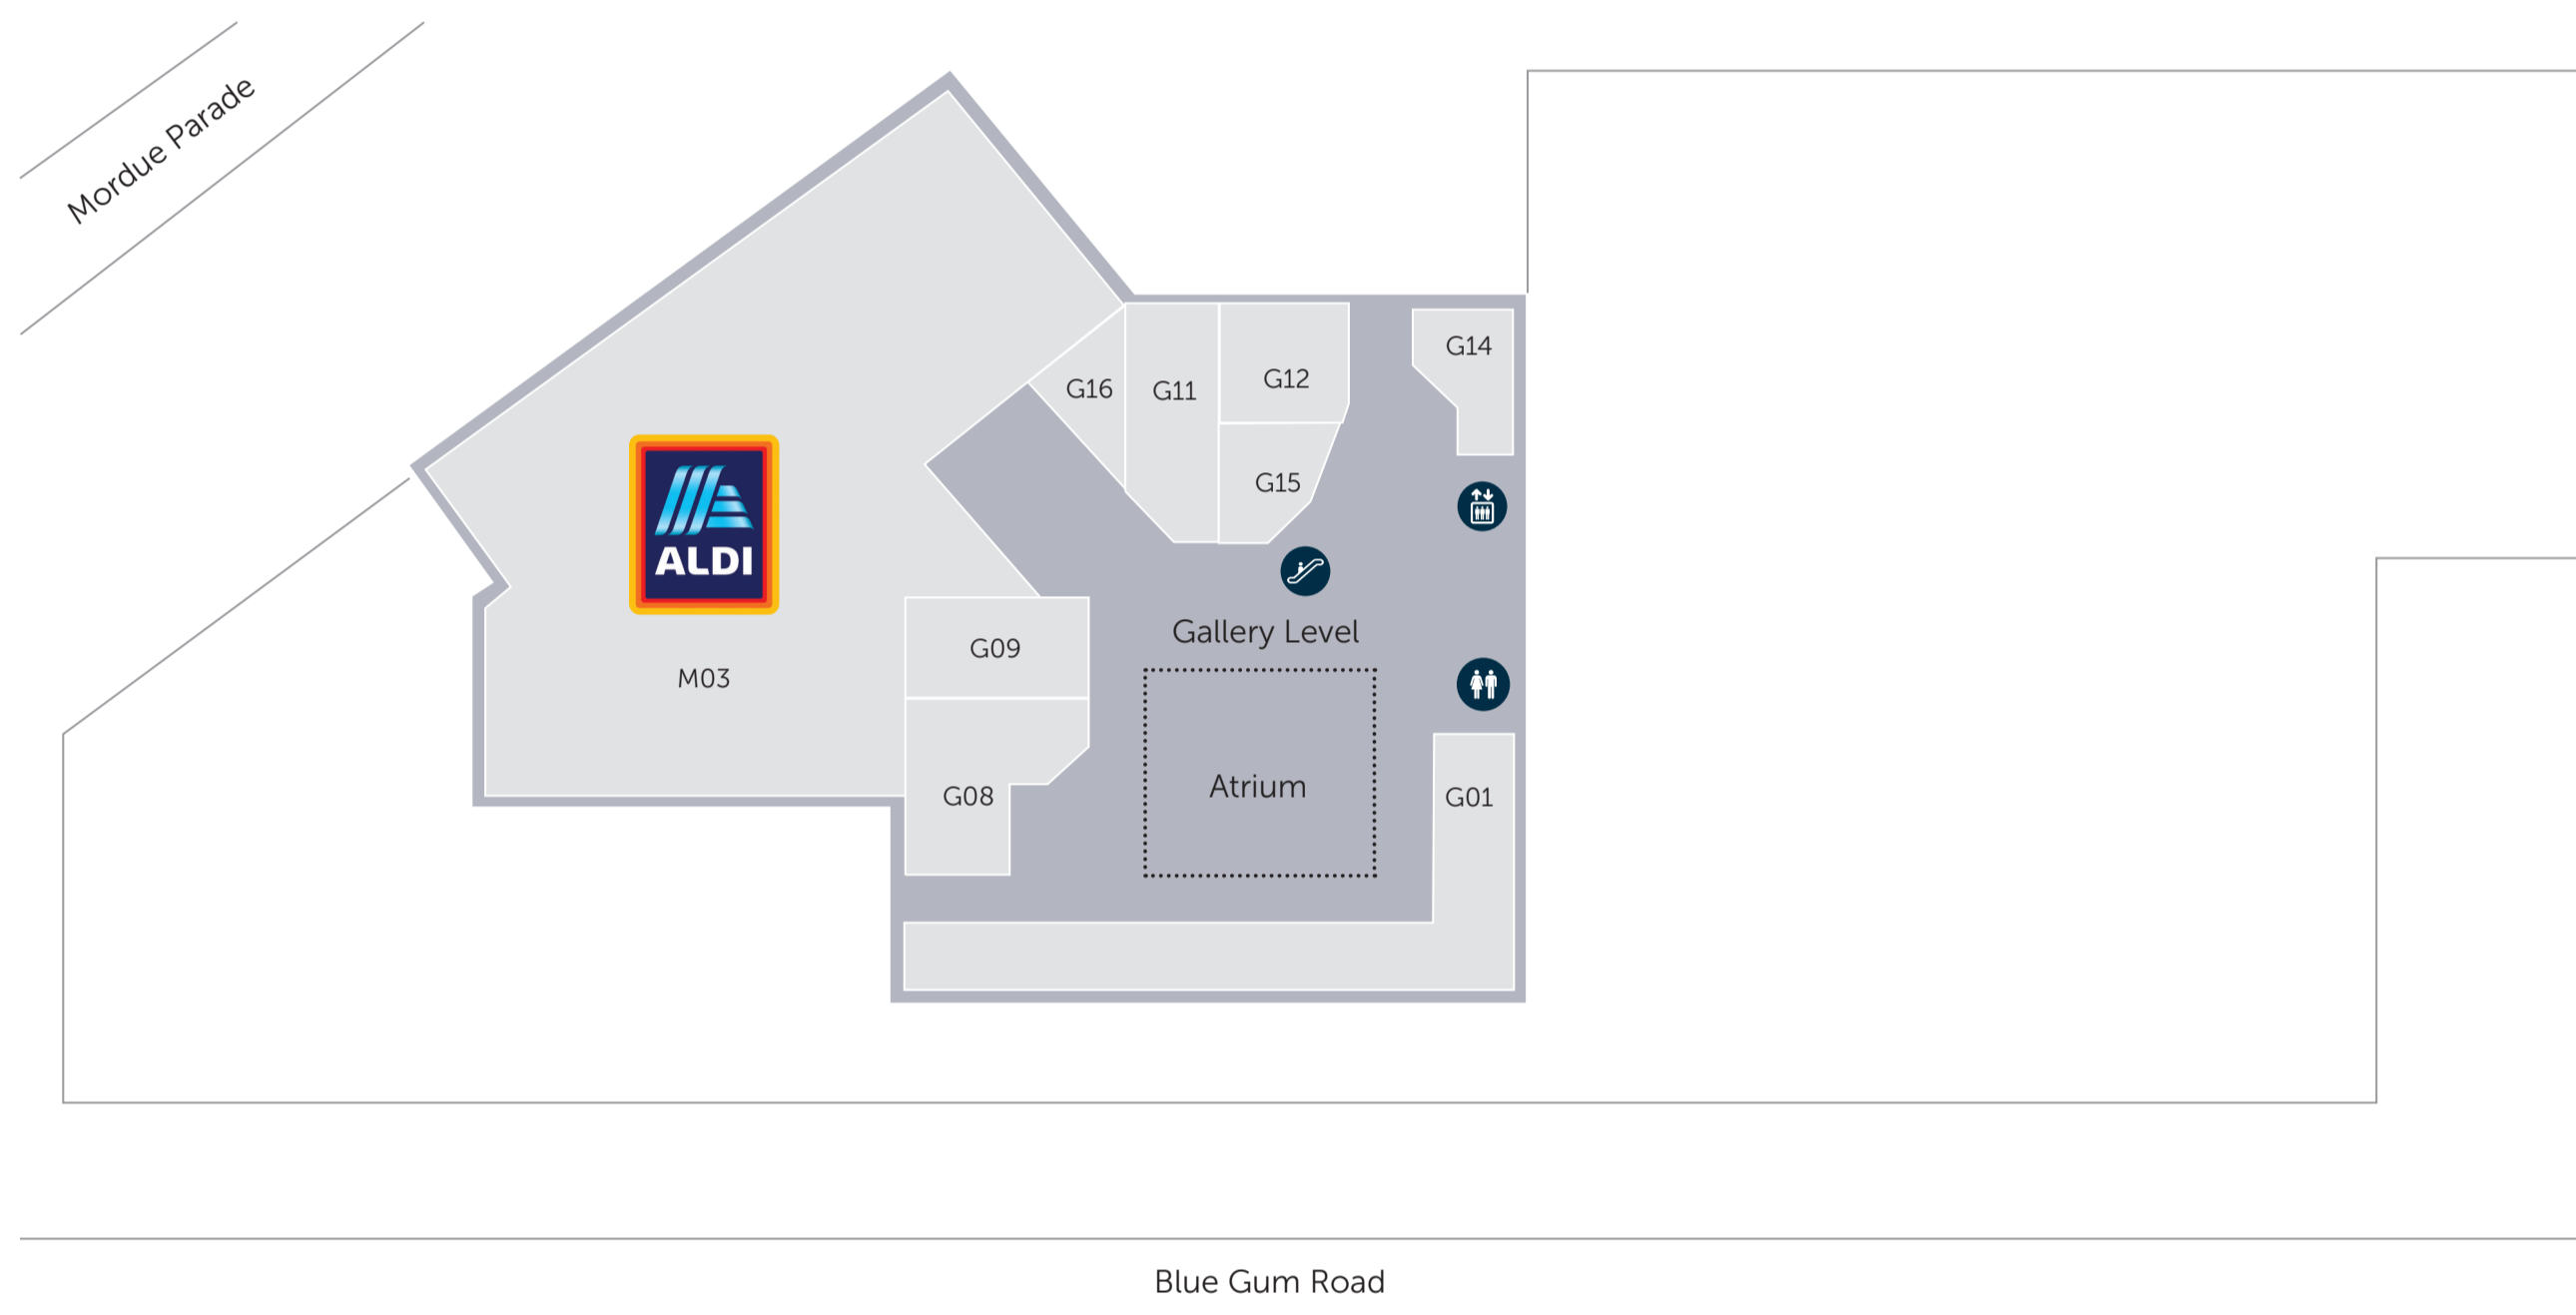 Mordue Parade
G14
G12
G16
G11
G15
ALDI
Gallery Level
G09
M03
Atrium
G08
G01
Blue Gum Road